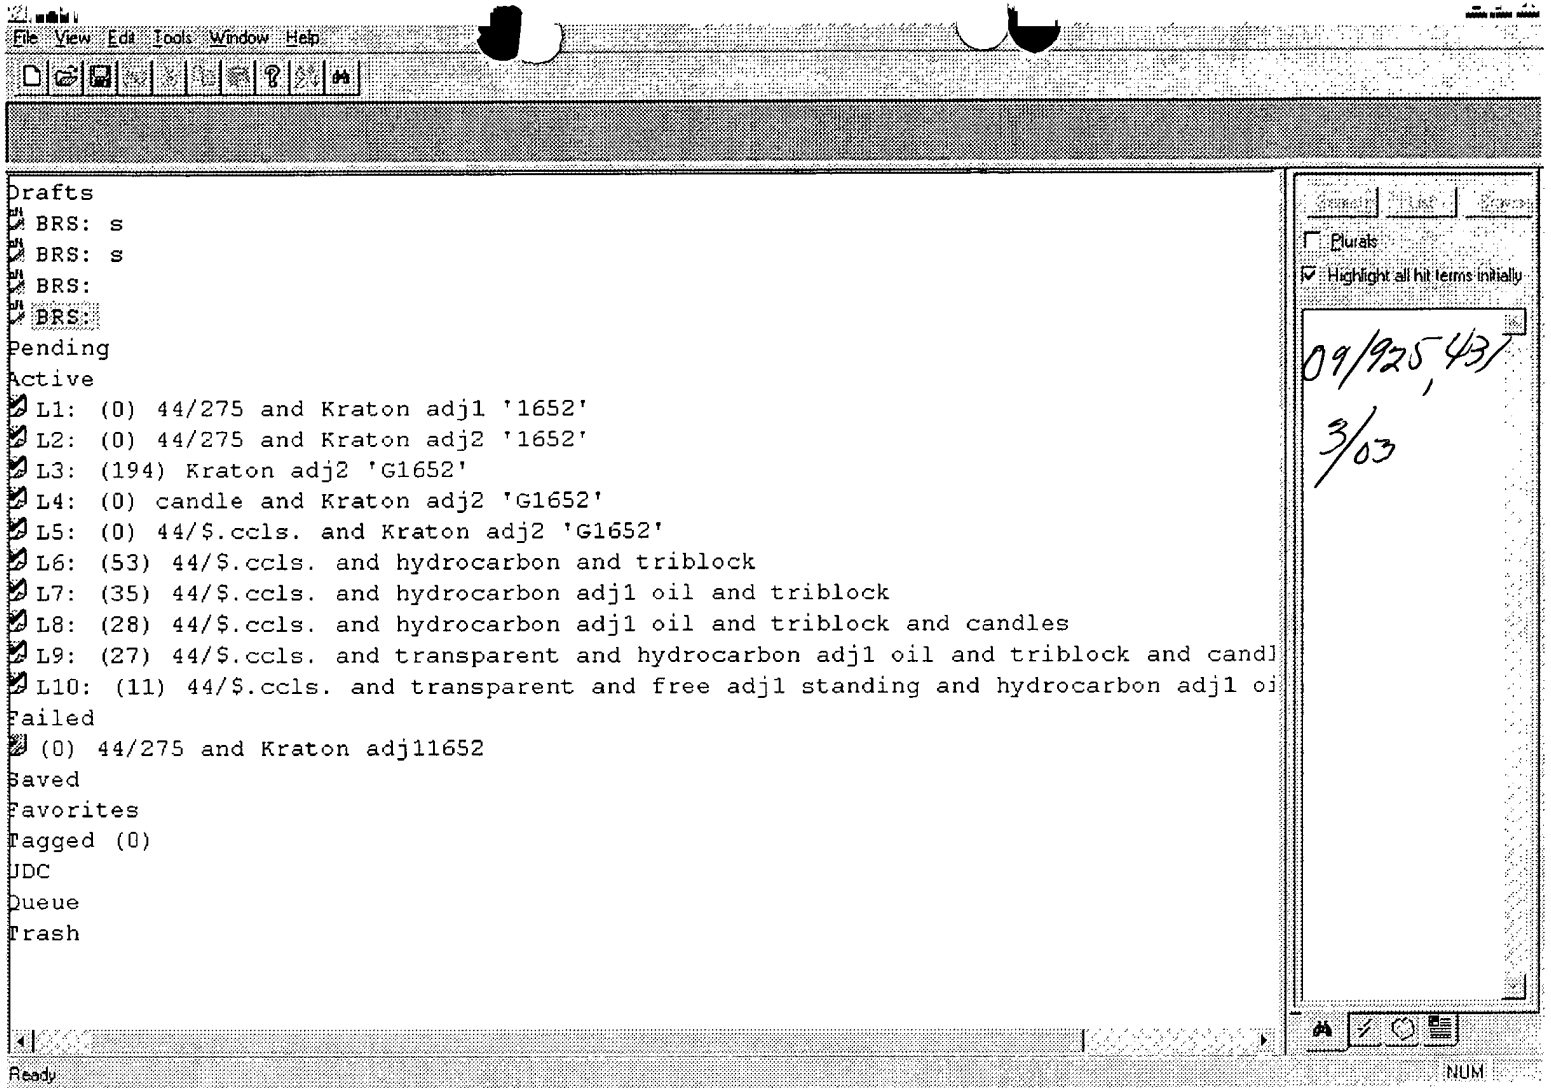 File View Edit Tools Window Help
Drafts
BRS: s
BRS: s
BRS:
BRS:
Pending
Active
L1: (0) 44/275 and Kraton adj1 '1652'
L2: (0) 44/275 and Kraton adj2 '1652'
L3: (194) Kraton adj2 'G1652'
L4: (0) candle and Kraton adj2 'G1652'
L5: (0) 44/$.ccls. and Kraton adj2 'G1652'
L6: (53) 44/$.ccls. and hydrocarbon and triblock
L7: (35) 44/$.ccls. and hydrocarbon adj1 oil and triblock
L8: (28) 44/$.ccls. and hydrocarbon adj1 oil and triblock and candles
L9: (27) 44/$.ccls. and transparent and hydrocarbon adj1 oil and triblock and candl
L10: (11) 44/$.ccls. and transparent and free adj1 standing and hydrocarbon adj1 oi
Failed
(0) 44/275 and Kraton adj11652
Saved
Favorites
Tagged (0)
UDC
Queue
Trash
List
Plurals
Highlight all hit terms initially
09/925,431
3/03
Ready
NUM